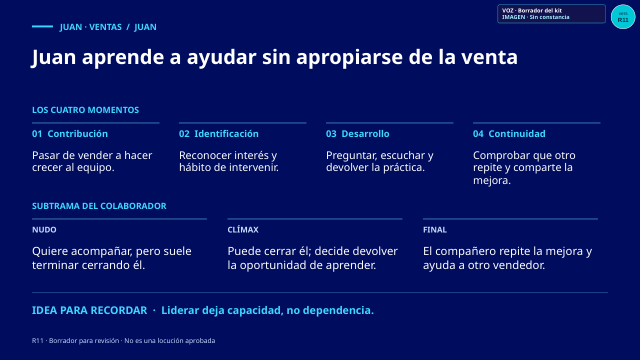 JUAN · VENTAS / JUAN
VOZ · Borrador del kit
IMAGEN · Sin constancia
R11
Juan aprende a ayudar sin apropiarse de la venta
LOS CUATRO MOMENTOS
01 Contribución
Pasar de vender a hacer
crecer al equipo.
02 Identificación
Reconocer interés y
hábito de intervenir.
03 Desarrollo
Preguntar, escuchar y
devolver la práctica.
04 Continuidad
Comprobar que otro
repite y comparte la
mejora.
SUBTRAMA DEL COLABORADOR
NUDO
Quiere acompañar, pero suele
terminar cerrando él.
CLÍMAX
Puede cerrar él; decide devolver
la oportunidad de aprender.
FINAL
El compañero repite la mejora y
ayuda a otro vendedor.
IDEA PARA RECORDAR · Liderar deja capacidad, no dependencia.
R11 · Borrador para revisión · No es una locución aprobada